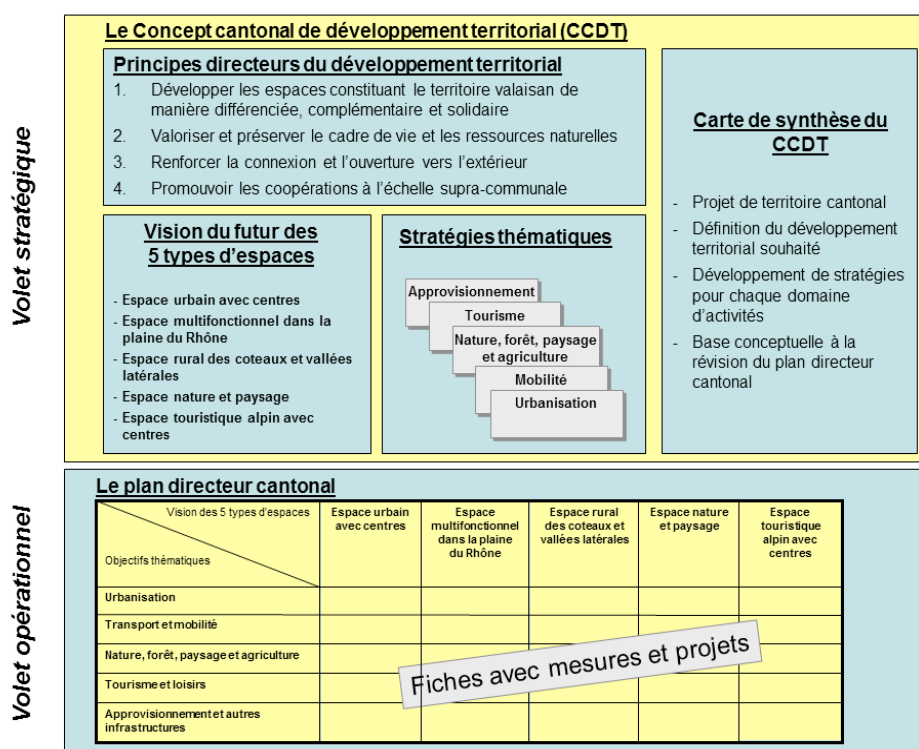 Volet stratégique
Le Concept cantonal de développement territorial (CCDT)
Principes directeurs du développement territorial
1. Développer les espaces constituant le territoire valaisan de
manière différenciée, complémentaire et solidaire
2. Valoriser et préserver le cadre de vie et les ressources naturelles
3. Renforcer la connexion et l'ouverture vers l'extérieur
4. Promouvoir les coopérations à l'échelle supra-communale
Vision du futur des
5 types d'espaces
- Espace urbain avec centres
- Espace multifonctionnel dans la
plaine du Rhône
- Espace rural des coteaux et vallées
latérales
- Espace nature et paysage
- Espace touristique alpin avec
centres
Stratégies thématiques
Approvisionnement
Tourisme
Nature, forêt, paysage
et agriculture
Mobilité
Urbanisation
Carte de synthèse du
CCDT
- Projet de territoire cantonal
- Définition du développement
territorial souhaité
- Développement de stratégies
pour chaque domaine
d'activités
- Base conceptuelle à la
révision du plan directeur
cantonal
Volet opérationnel
Le plan directeur cantonal
Vision des 5 types d'espaces
Objectifs thématiques
Espace urbain
avec centres
Espace
multifonctionnel
dans la plaine
du Rhône
Espace rural
des coteaux et
vallées latérales
Espace nature
et paysage
Espace
touristique
alpin avec
centres
Urbanisation
Transport et mobilité
Nature, forêt, paysage et agriculture
Tourisme et loisirs
Approvisionnement et autres
infrastructures
Fiches avec mesures et projets